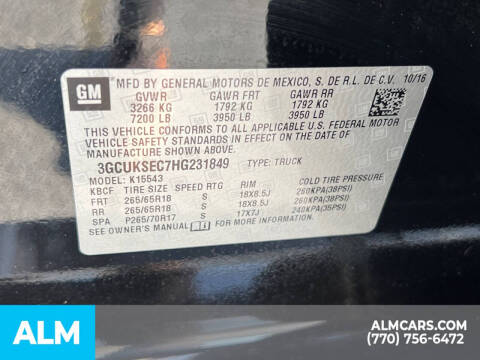 GM
MFD BY GENERAL MOTORS DE MEXICO, S. DE R.L. DE C.V. 10/16
GVWR GAWR FRT GAWR RR
3266 KG 1792 KG 1792 KG
7200 LB 3950 LB 3950 LB
THIS VEHICLE CONFORMS TO ALL APPLICABLE U.S. FEDERAL MOTOR
VEHICLE SAFETY STANDARDS IN EFFECT ON THE DATE OF
MANUFACTURE SHOWN ABOVE.
3GCUKSEC7HG231849 TYPE: TRUCK
MODEL: K15543
KBCF TIRE SIZE SPEED RTG RIM COLD TIRE PRESSURE
FRT 265/65R18 S 18X8.5J 260KPA(38PSI)
RR 265/65R18 S 18X8.5J 260KPA(38PSI)
SPA P265/70R17 S 17X7J 240KPA(35PSI)
SEE OWNER'S MANUAL FOR MORE INFORMATION.
ALM
ALMCARS.COM
(770) 756-6472